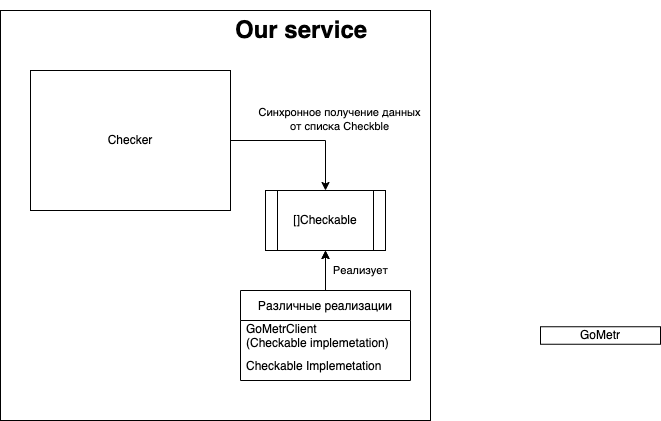 Our service
Checker
Синхронное получение данных
от списка Checkble
[]Checkable
Реализует
Различные реализации
GoMetrClient
(Checkable implemetation)
Checkable Implemetation
GoMetr